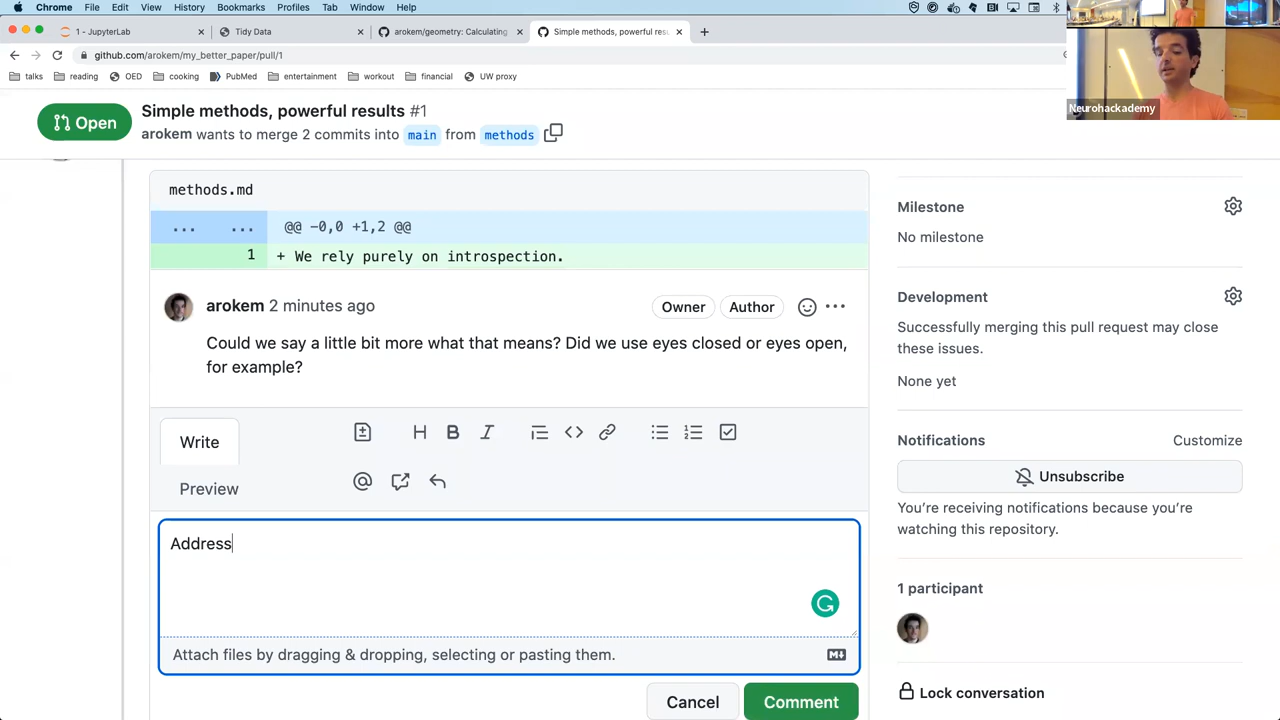 Chrome File Edit View History Bookmarks Profiles Tab Window Help
1 - JupyterLab Tidy Data arokem/geometry: Calculating Simple methods, powerful resu
github.com/arokem/my_better_paper/pull/1
talks reading OED cooking PubMed entertainment workout financial UW proxy
Neurohackademy
Open
Simple methods, powerful results #1
arokem wants to merge 2 commits into main from methods
methods.md
... ... @@ -0,0 +1,2 @@
1 + We rely purely on introspection.
arokem 2 minutes ago Owner Author
Could we say a little bit more what that means? Did we use eyes closed or eyes open,
for example?
Write
Preview
Address
Attach files by dragging & dropping, selecting or pasting them.
Cancel Comment
Milestone
No milestone
Development
Successfully merging this pull request may close
these issues.
None yet
Notifications Customize
Unsubscribe
You’re receiving notifications because you’re
watching this repository.
1 participant
Lock conversation